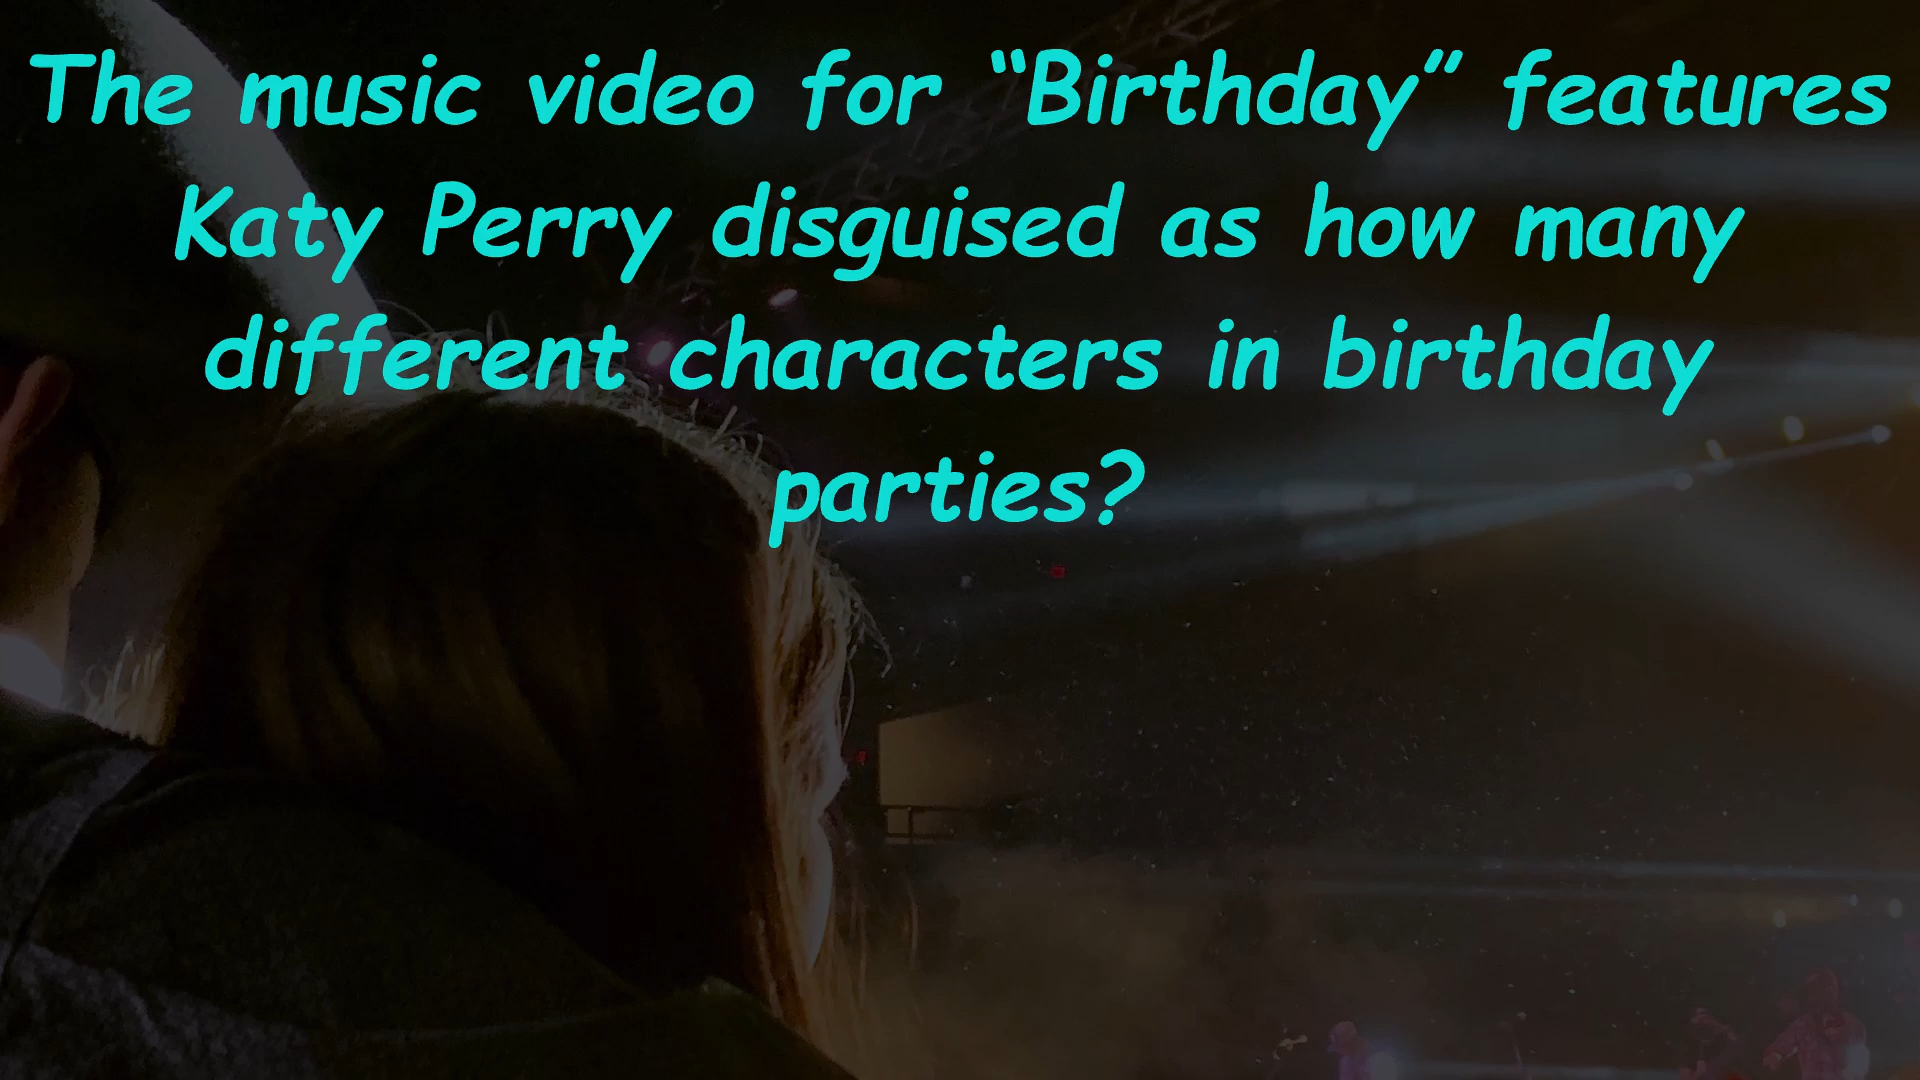 The music video for “Birthday” features
Katy Perry disguised as how many
different characters in birthday
parties?